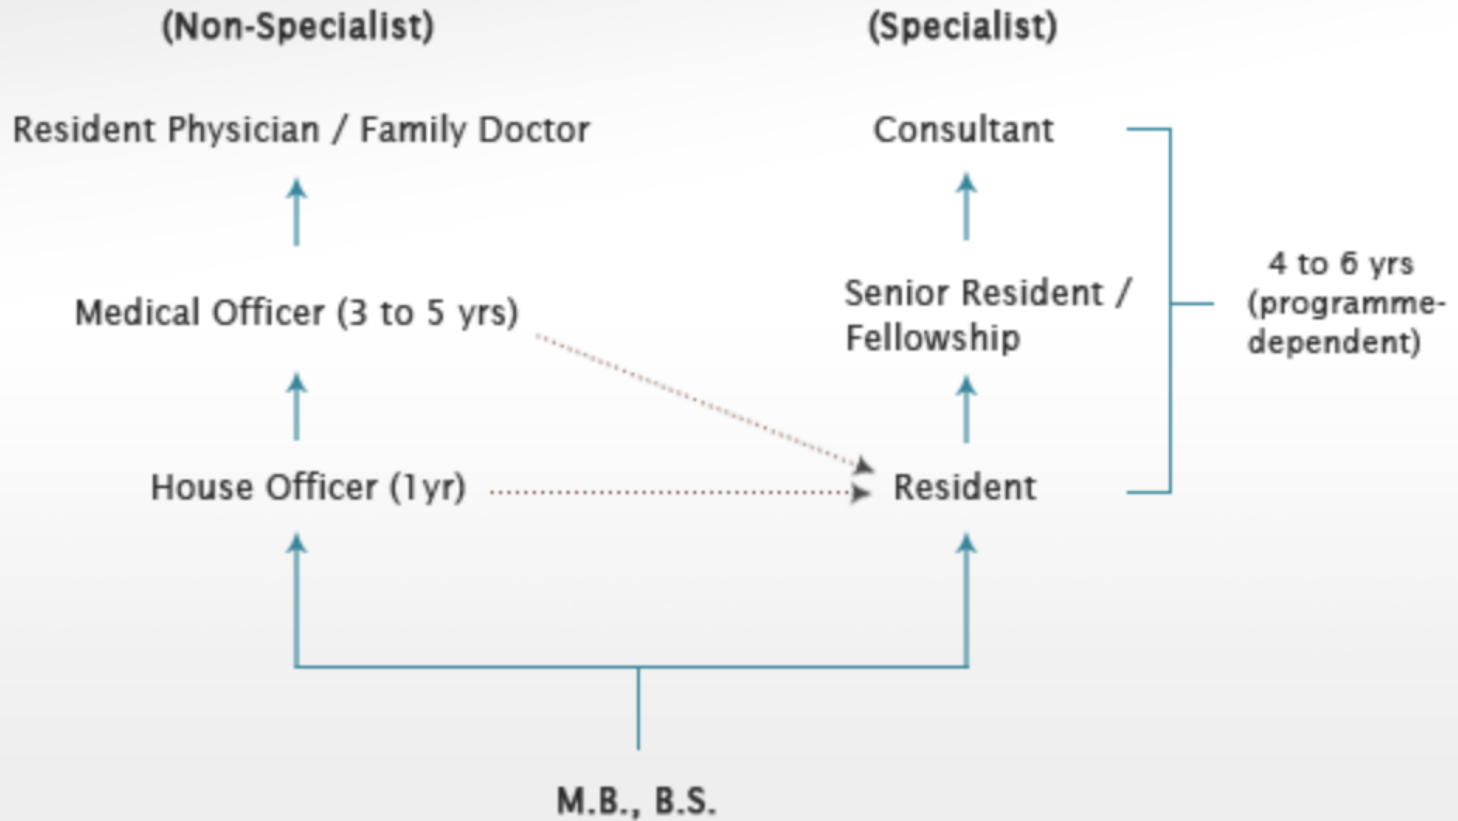 (Non-Specialist)
(Specialist)
Resident Physician / Family Doctor
Consultant
Medical Officer (3 to 5 yrs)
Senior Resident /
Fellowship
4 to 6 yrs
(programme-
dependent)
House Officer (1yr)
Resident
M.B., B.S.